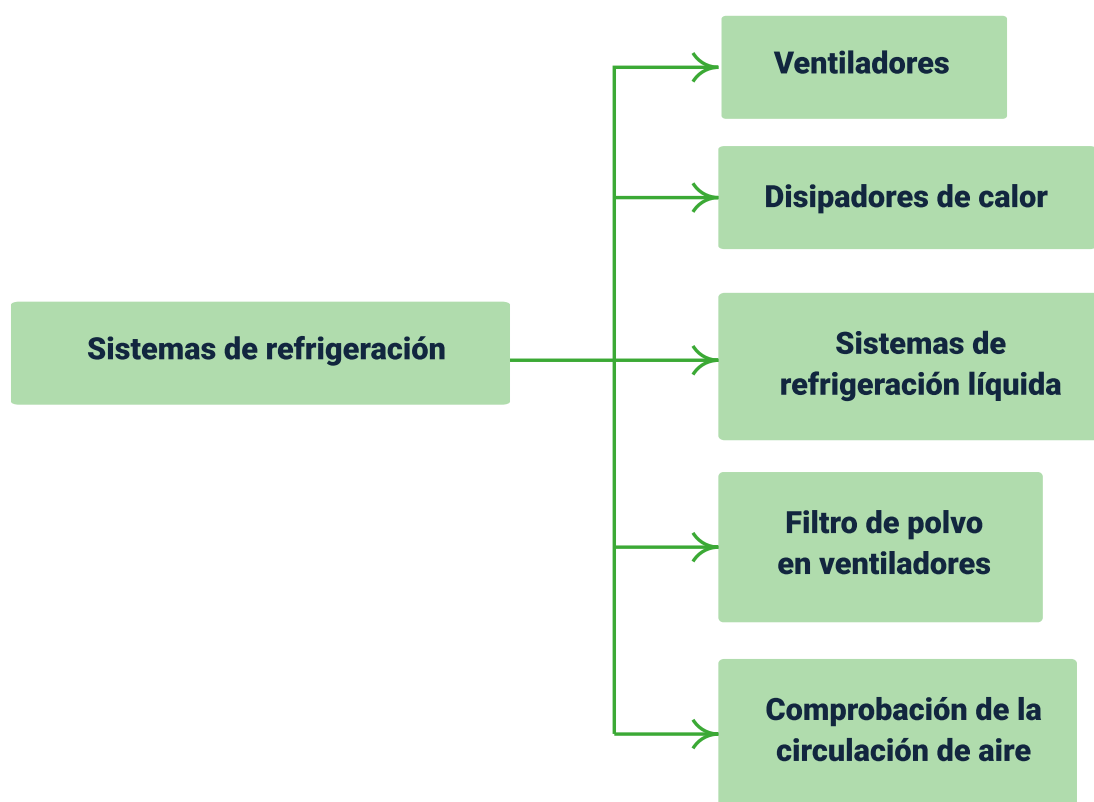 Ventiladores
Disipadores de calor
Sistemas de refrigeración
Sistemas de
refrigeración líquida
Filtro de polvo
en ventiladores
Comprobación de la
circulación de aire